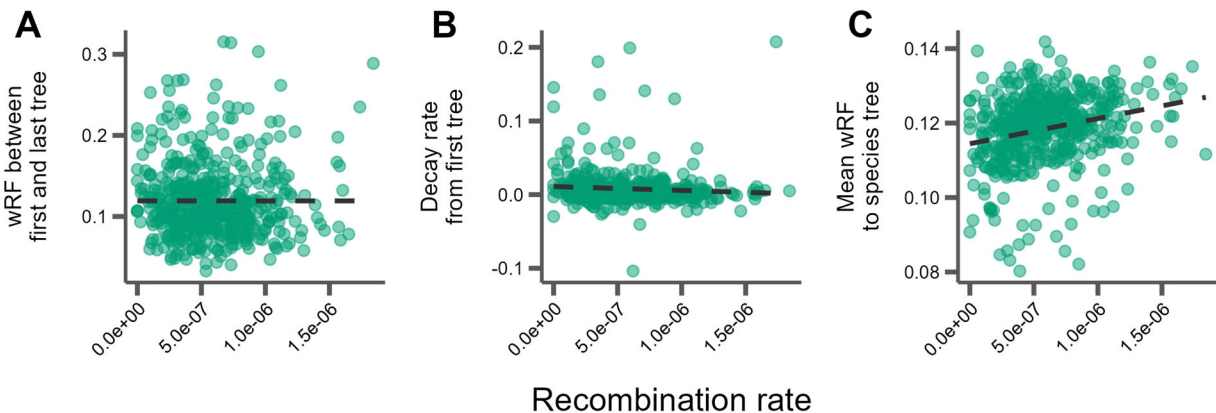 A
wRF between
first and last tree
0.3
0.2
0.1
0.0e+00
5.0e-07
1.0e-06
1.5e-06
B
Decay rate
from first tree
0.2
0.1
0.0
-0.1
0.0e+00
5.0e-07
1.0e-06
1.5e-06
C
Mean wRF
to species tree
0.14
0.12
0.10
0.08
0.0e+00
5.0e-07
1.0e-06
1.5e-06
Recombination rate